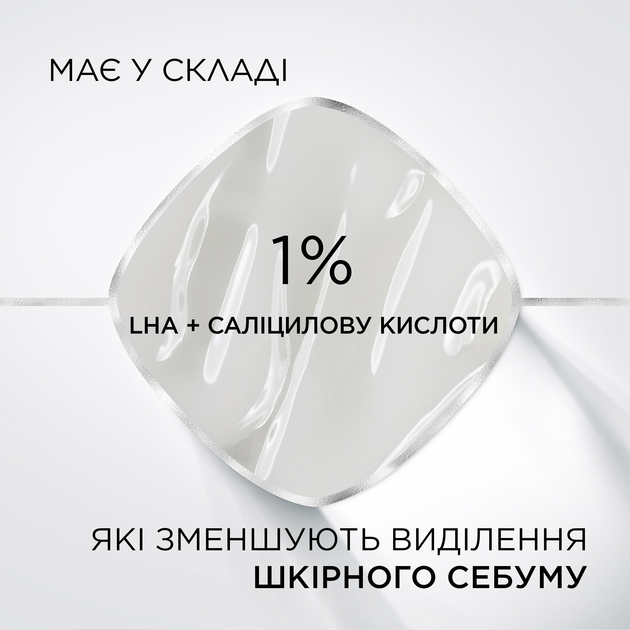 МАЄ У СКЛАДІ
1%
LHA + САЛІЦИЛОВУ КИСЛОТИ
ЯКІ ЗМЕНШУЮТЬ ВИДІЛЕННЯ
ШКІРНОГО СЕБУМУ